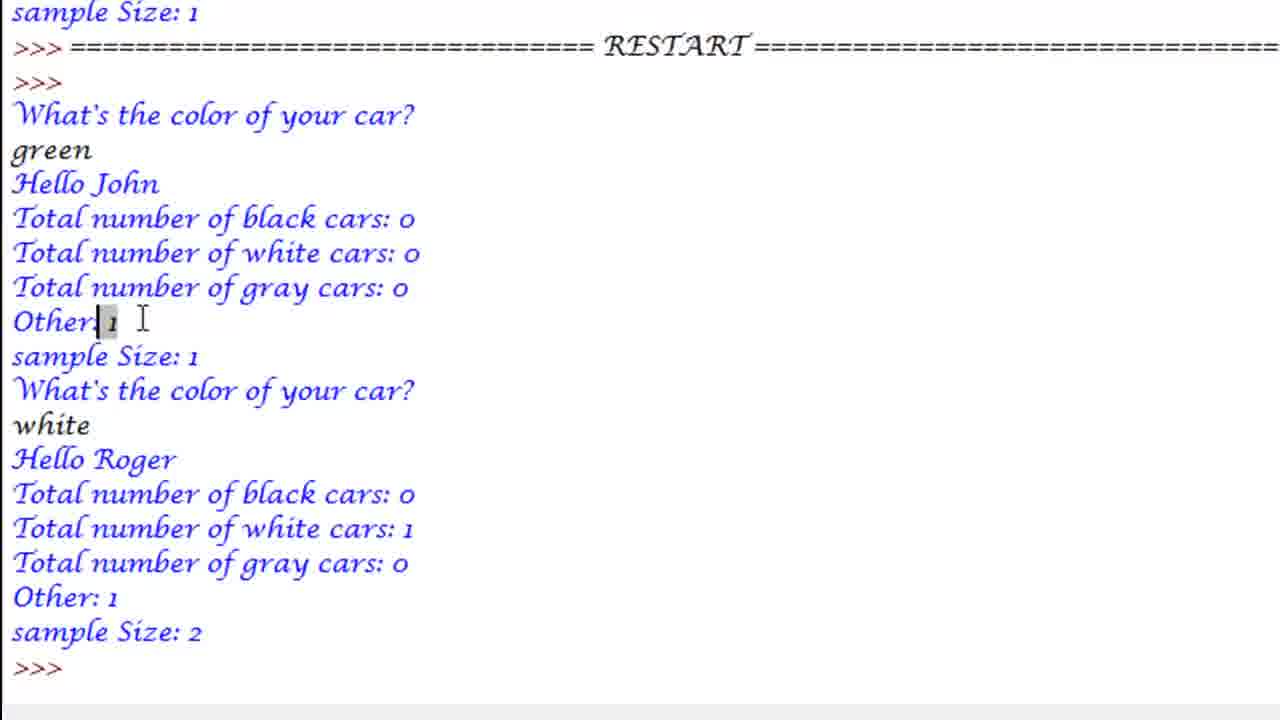 sample Size: 1
>>> ================================ RESTART ================================
>>>
What's the color of your car?
green
Hello John
Total number of black cars: 0
Total number of white cars: 0
Total number of gray cars: 0
Other: 1
sample Size: 1
What's the color of your car?
white
Hello Roger
Total number of black cars: 0
Total number of white cars: 1
Total number of gray cars: 0
Other: 1
sample Size: 2
>>>